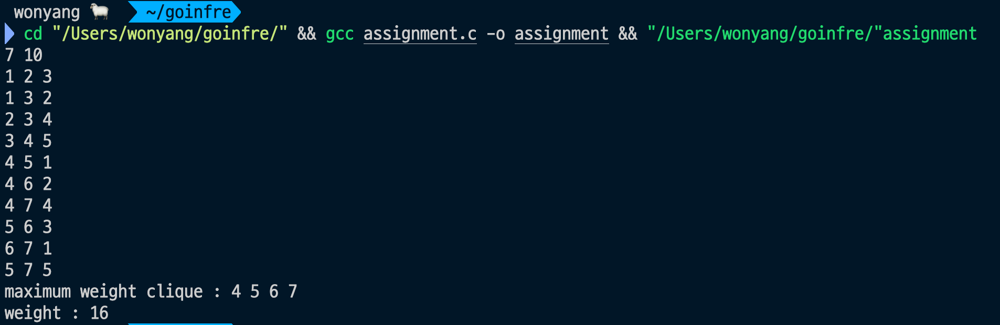 wonyang 🐑 ~/goinfre
cd "/Users/wonyang/goinfre/" && gcc assignment.c -o assignment && "/Users/wonyang/goinfre/"assignment
7 10
1 2 3
1 3 2
2 3 4
3 4 5
4 5 1
4 6 2
4 7 4
5 6 3
6 7 1
5 7 5
maximum weight clique : 4 5 6 7
weight : 16